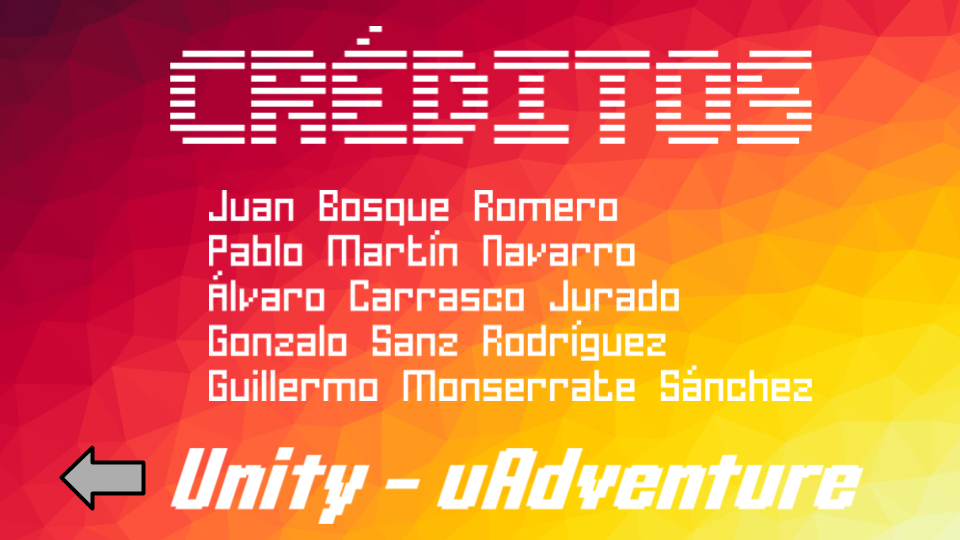 CRÉDITOS
Juan Bosque Romero
Pablo Martín Navarro
Álvaro Carrasco Jurado
Gonzalo Sanz Rodríguez
Guillermo Monserrate Sánchez
Unity - uAdventure